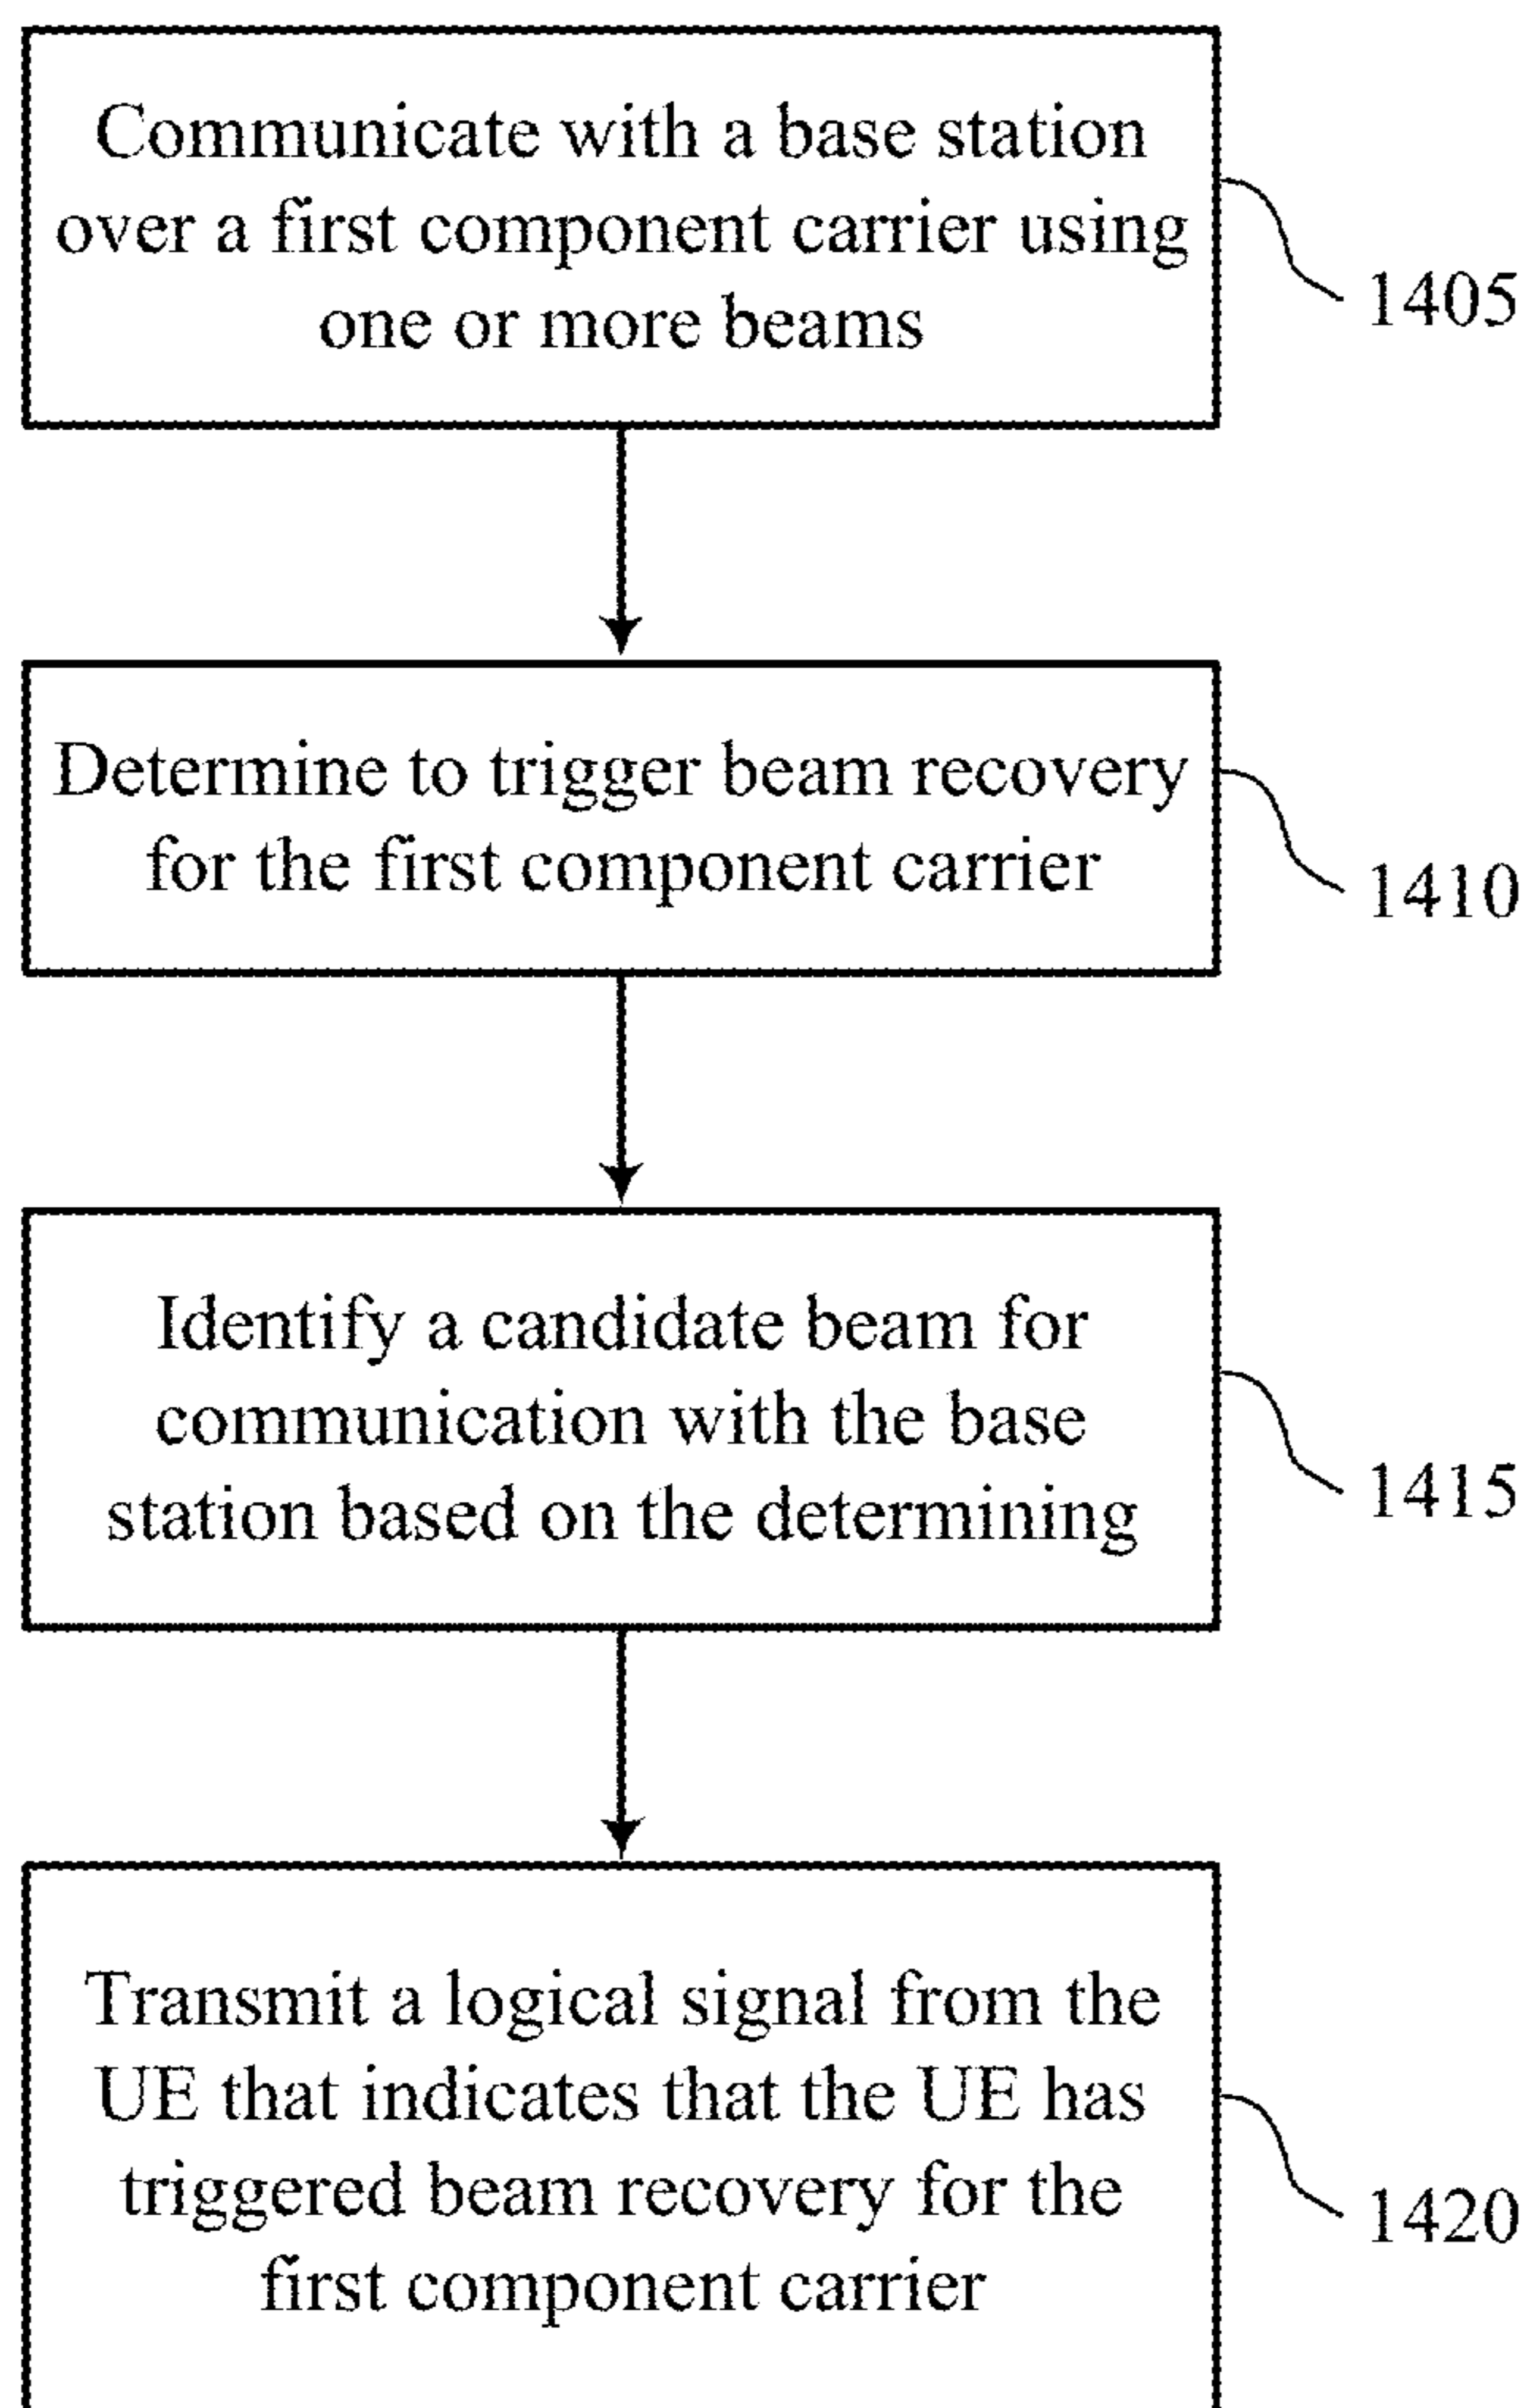 Communicate with a base station
over a first component carrier using
one or more beams
1405
Determine to trigger beam recovery
for the first component carrier
1410
Identify a candidate beam for
communication with the base
station based on the determining
1415
Transmit a logical signal from the
UE that indicates that the UE has
triggered beam recovery for the
first component carrier
1420